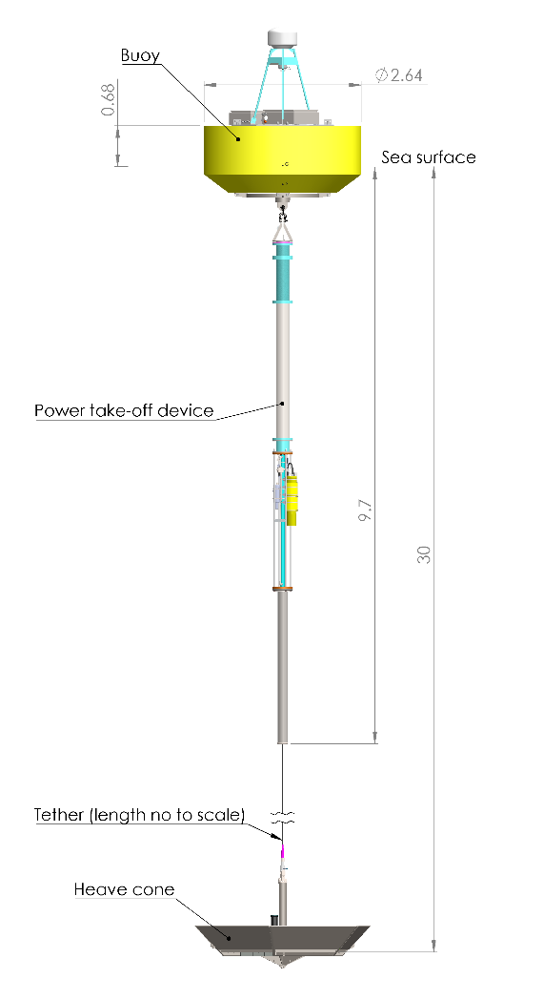 Buoy
⌀2.64
0.68
Sea surface
Power take-off device
9.7
30
Tether (length no to scale)
Heave cone